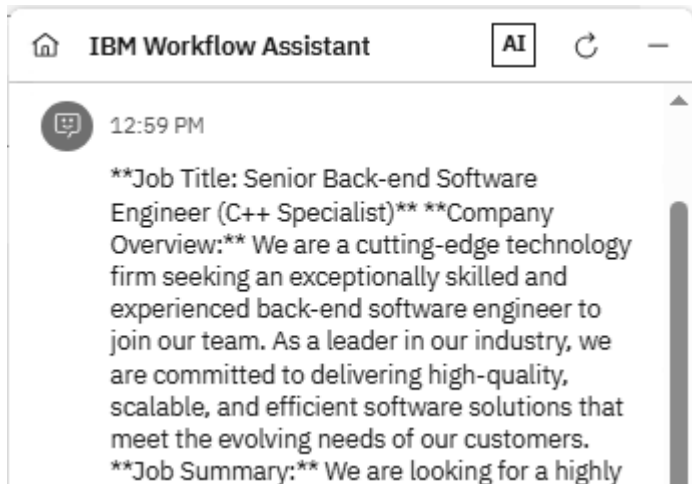 IBM Workflow Assistant
AI
12:59 PM
**Job Title: Senior Back-end Software
Engineer (C++ Specialist)** **Company
Overview:** We are a cutting-edge technology
firm seeking an exceptionally skilled and
experienced back-end software engineer to
join our team. As a leader in our industry, we
are committed to delivering high-quality,
scalable, and efficient software solutions that
meet the evolving needs of our customers.
**Job Summary:** We are looking for a highly